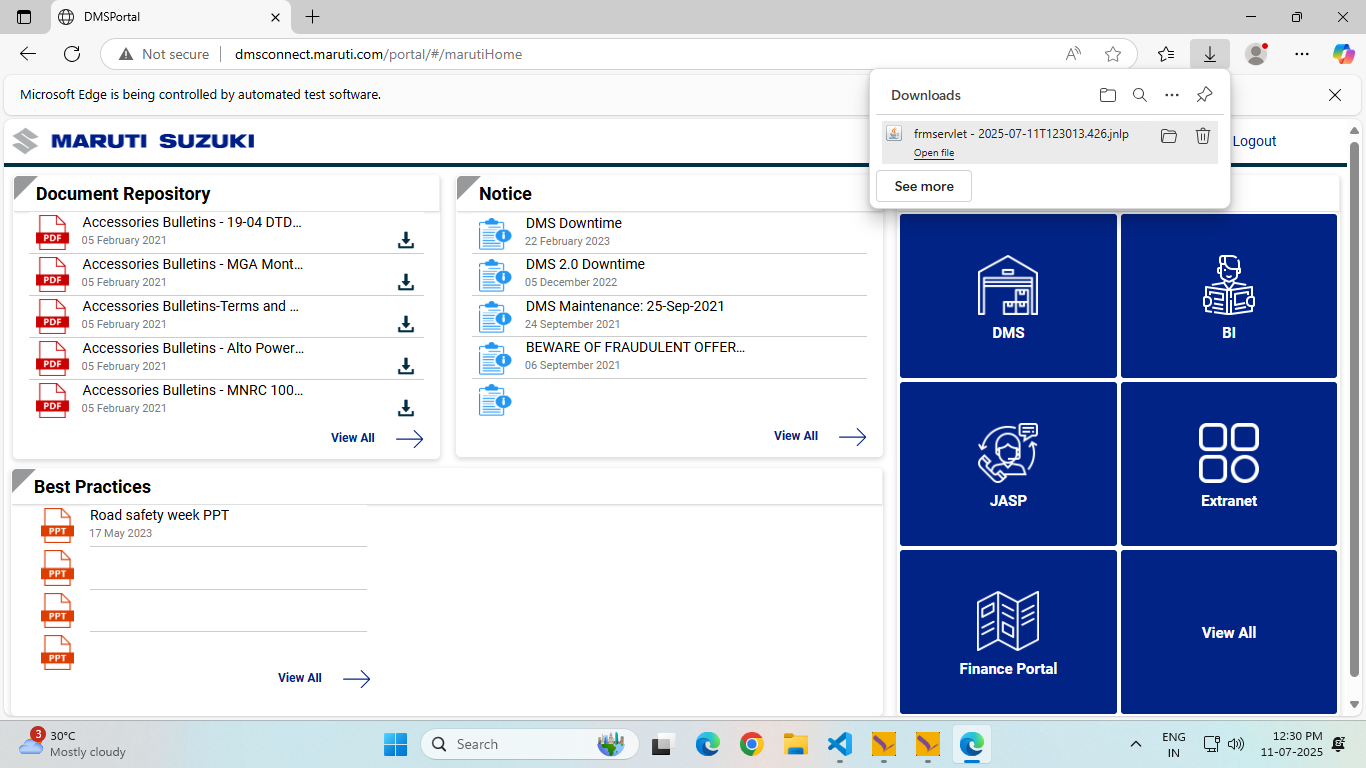 DMSPortal
Not secure
dmsconnect.maruti.com/portal/#/marutiHome
Microsoft Edge is being controlled by automated test software.
Downloads
frmservlet - 2025-07-11T123013.426.jnlp
Open file
See more
MARUTI SUZUKI
Logout
Document Repository
Accessories Bulletins - 19-04 DTD...
05 February 2021
Accessories Bulletins - MGA Mont...
05 February 2021
Accessories Bulletins-Terms and ...
05 February 2021
Accessories Bulletins - Alto Power...
05 February 2021
Accessories Bulletins - MNRC 100...
05 February 2021
PDF
PDF
PDF
PDF
PDF
View All
Notice
DMS Downtime
22 February 2023
DMS 2.0 Downtime
05 December 2022
DMS Maintenance: 25-Sep-2021
24 September 2021
BEWARE OF FRAUDULENT OFFER...
06 September 2021
View All
Best Practices
Road safety week PPT
17 May 2023
PPT
PPT
PPT
PPT
View All
DMS
BI
JASP
Extranet
Finance Portal
View All
3
30°C
Mostly cloudy
Search
ENG
IN
12:30 PM
11-07-2025